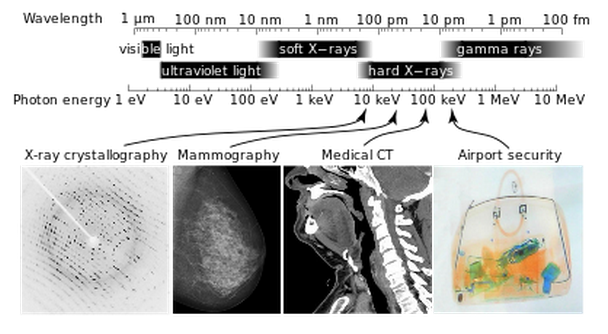 Wavelength 1 μm 100 nm 10 nm 1 nm 100 pm 10 pm 1 pm 100 fm
visible light soft X−rays gamma rays
ultraviolet light hard X−rays
Photon energy 1 eV 10 eV 100 eV 1 keV 10 keV 100 keV 1 MeV 10 MeV
X-ray crystallography Mammography Medical CT Airport security